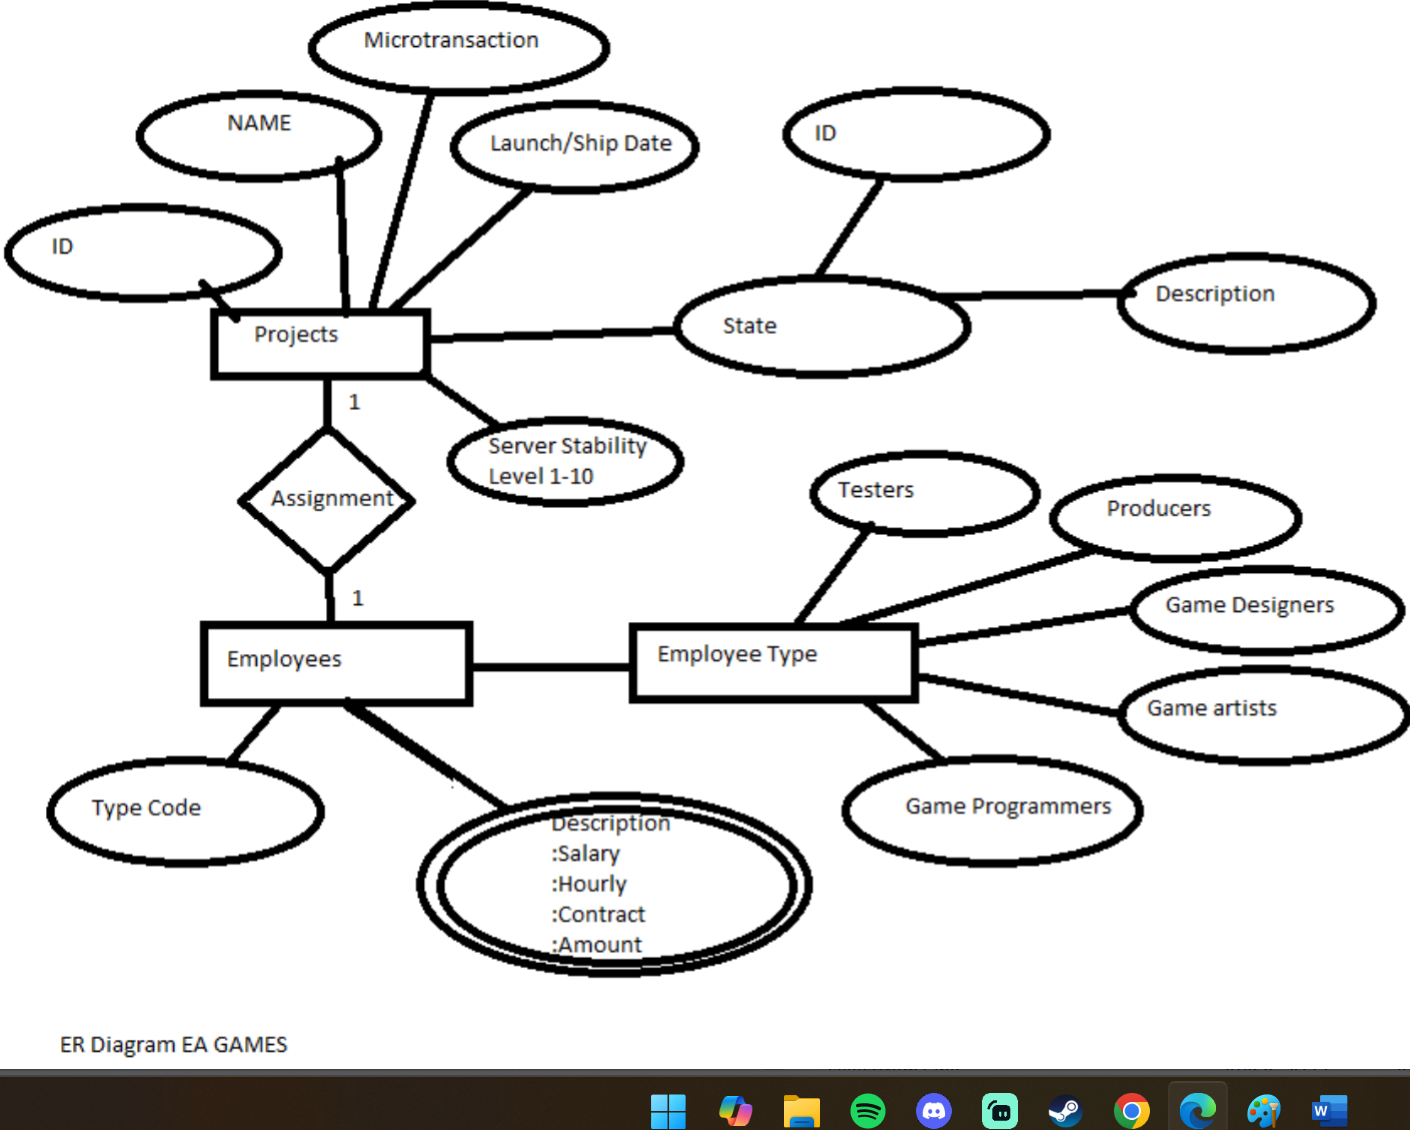 Microtransaction
NAME
Launch/Ship Date
ID
ID
Projects
State
Description
1
Server Stability
Level 1-10
Assignment
Testers
Producers
1
Game Designers
Employees
Employee Type
Game artists
Type Code
Game Programmers
Description
:Salary
:Hourly
:Contract
:Amount
ER Diagram EA GAMES
W